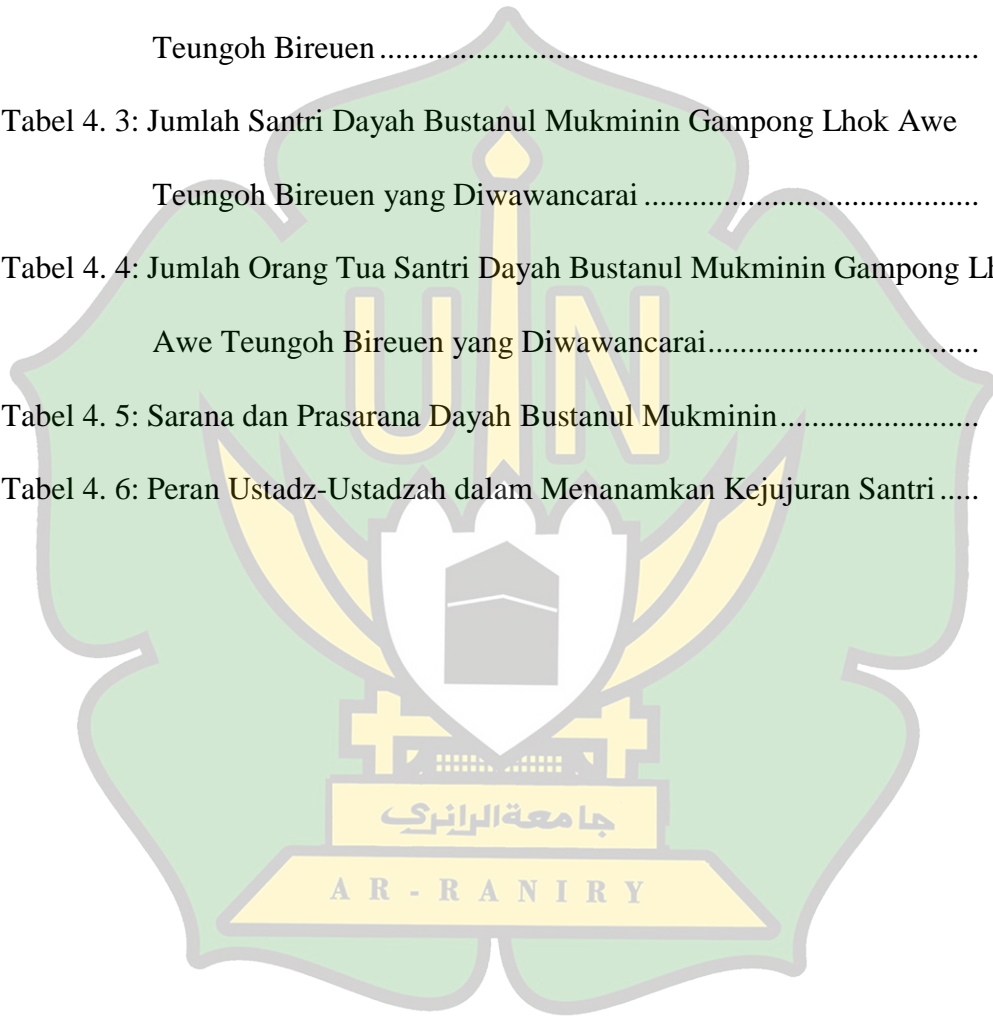 Teungoh Bireuen .........................................................................
Tabel 4. 3: Jumlah Santri Dayah Bustanul Mukminin Gampong Lhok Awe
Teungoh Bireuen yang Diwawancarai .........................................
Tabel 4. 4: Jumlah Orang Tua Santri Dayah Bustanul Mukminin Gampong
Awe Teungoh Bireuen yang Diwawancarai.................................
Tabel 4. 5: Sarana dan Prasarana Dayah Bustanul Mukminin........................
Tabel 4. 6: Peran Ustadz-Ustadzah dalam Menanamkan Kejujuran Santri .....
UIN
جامعةالرانري
AR-RANIRY